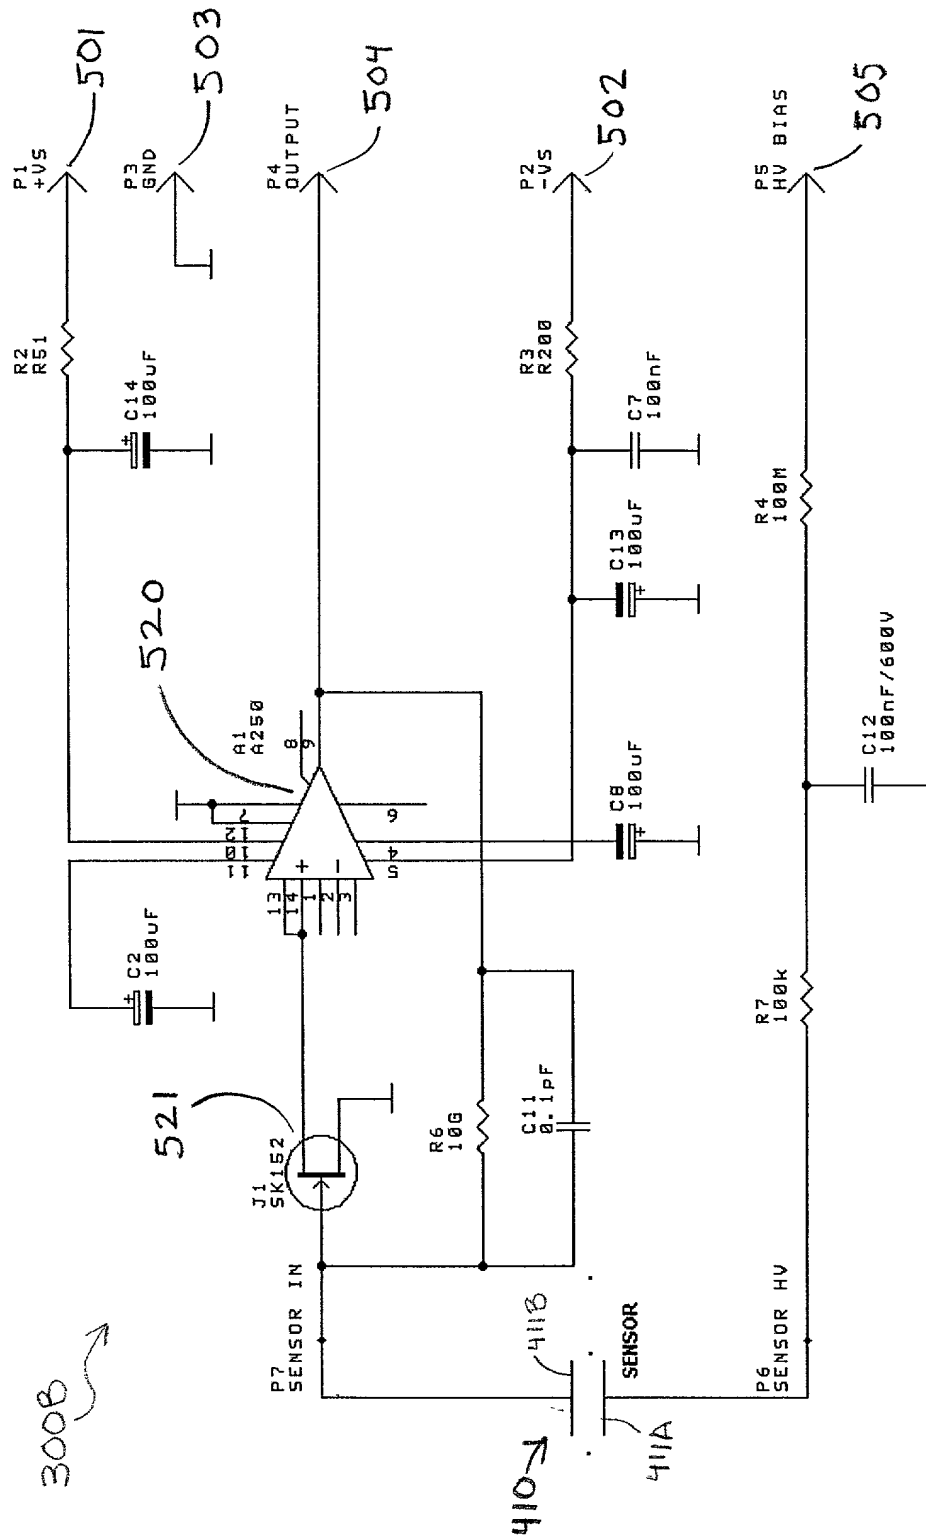 300B
P7
SENSOR IN
J1
SK152
521
C2
100uF
11
10
12
7
13
14
1
2
3
+
−
5
4
6
8
9
A1
A250
520
C14
100uF
R2
R51
P1
+VS
501
P3
GND
503
P4
OUTPUT
504
R6
10G
C11
0.1pF
C8
100uF
C13
100uF
C7
100nF
R3
R200
P2
-VS
502
410
411B
411A
SENSOR
P6
SENSOR HV
R7
100k
C12
100nF/600V
R4
100M
P5
HV BIAS
505